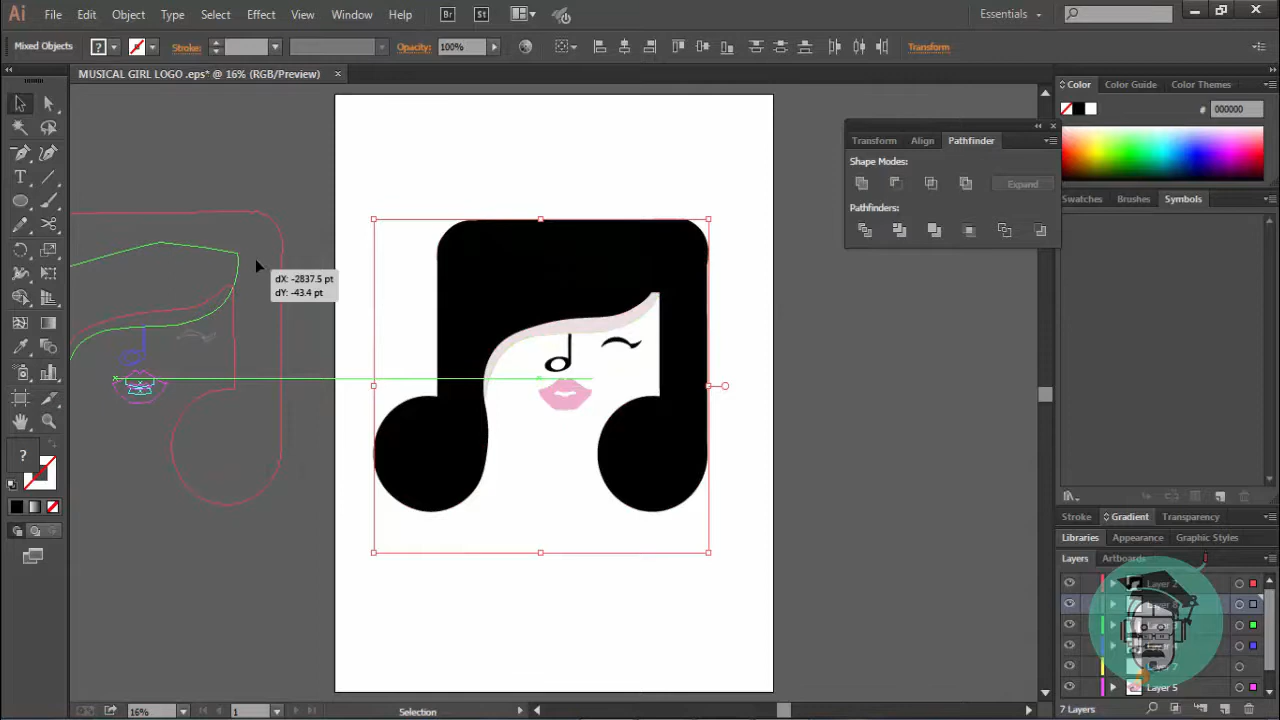 Ai File Edit Object Type Select Effect View Window Help Br St Essentials
Mixed Objects ? Stroke: Opacity: 100% Transform
MUSICAL GIRL LOGO .eps* @ 16% (RGB/Preview) ×
Color Color Guide Color Themes
# 000000
Transform Align Pathfinder
Shape Modes:
Expand
Pathfinders:
Swatches Brushes Symbols
dX: -2837.5 pt
dY: -43.4 pt
?
Stroke Gradient Transparency
Libraries Appearance Graphic Styles
Layers Artboards
Layer 2
Layer 5
16% 1 Selection
7 Layers